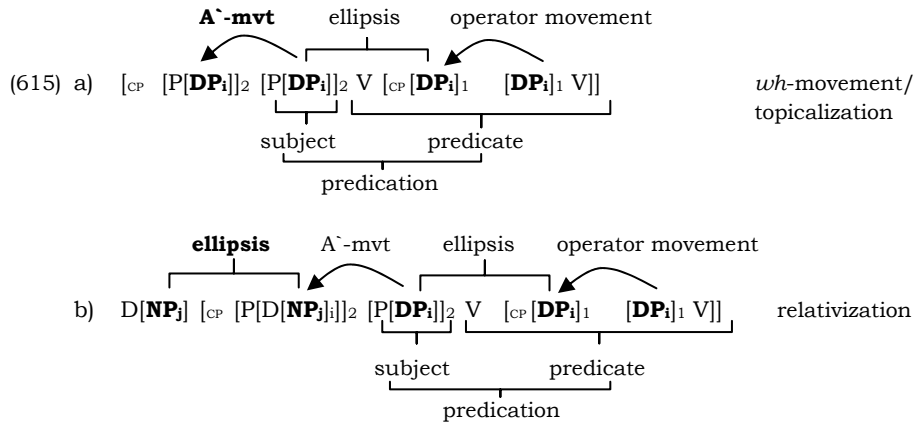 A`-mvt ellipsis operator movement
(615) a) [CP [P[DPi]]2 [P[DPi]]2 V [CP[DPi]1 [DPi]1 V]] wh-movement/
topicalization
subject predicate
predication
ellipsis A`-mvt ellipsis operator movement
b) D[NPj] [CP [P[D[NPj]i]]2 [P[DPi]]2 V [CP[DPi]1 [DPi]1 V]] relativization
subject predicate
predication